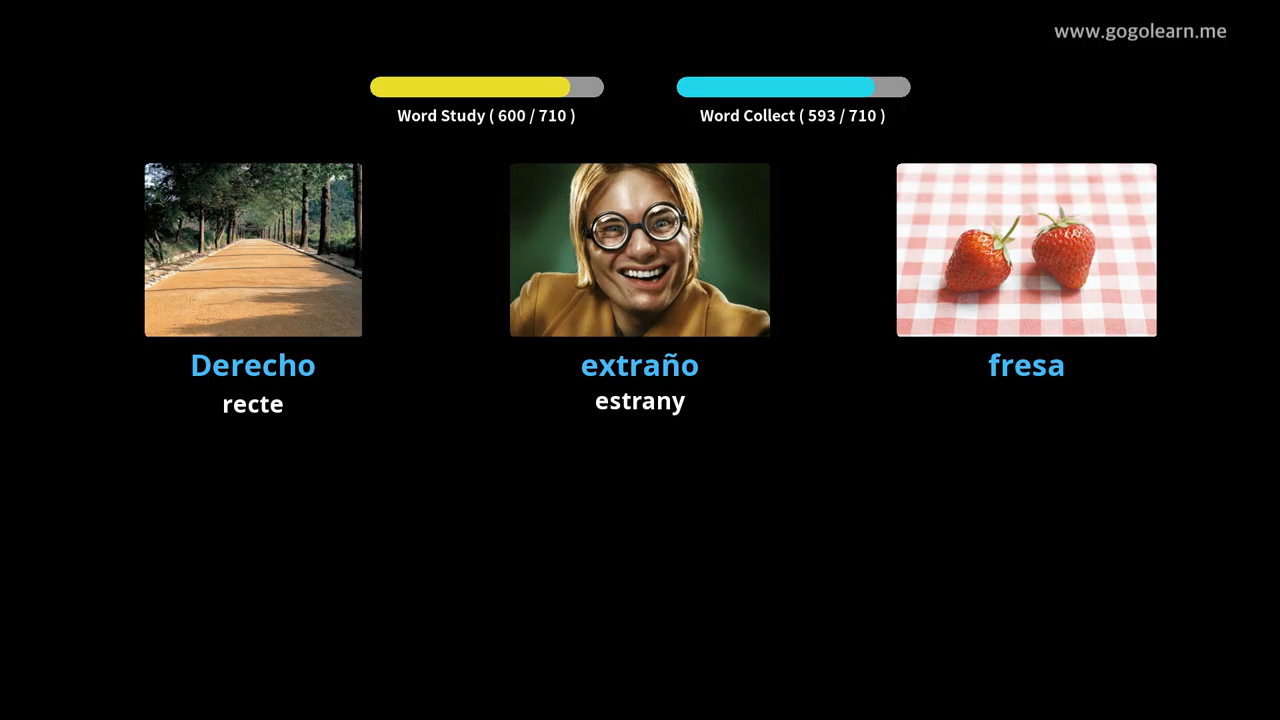 www.gogolearn.me
Word Study ( 600 / 710 )
Word Collect ( 593 / 710 )
Derecho
recte
extraño
estrany
fresa